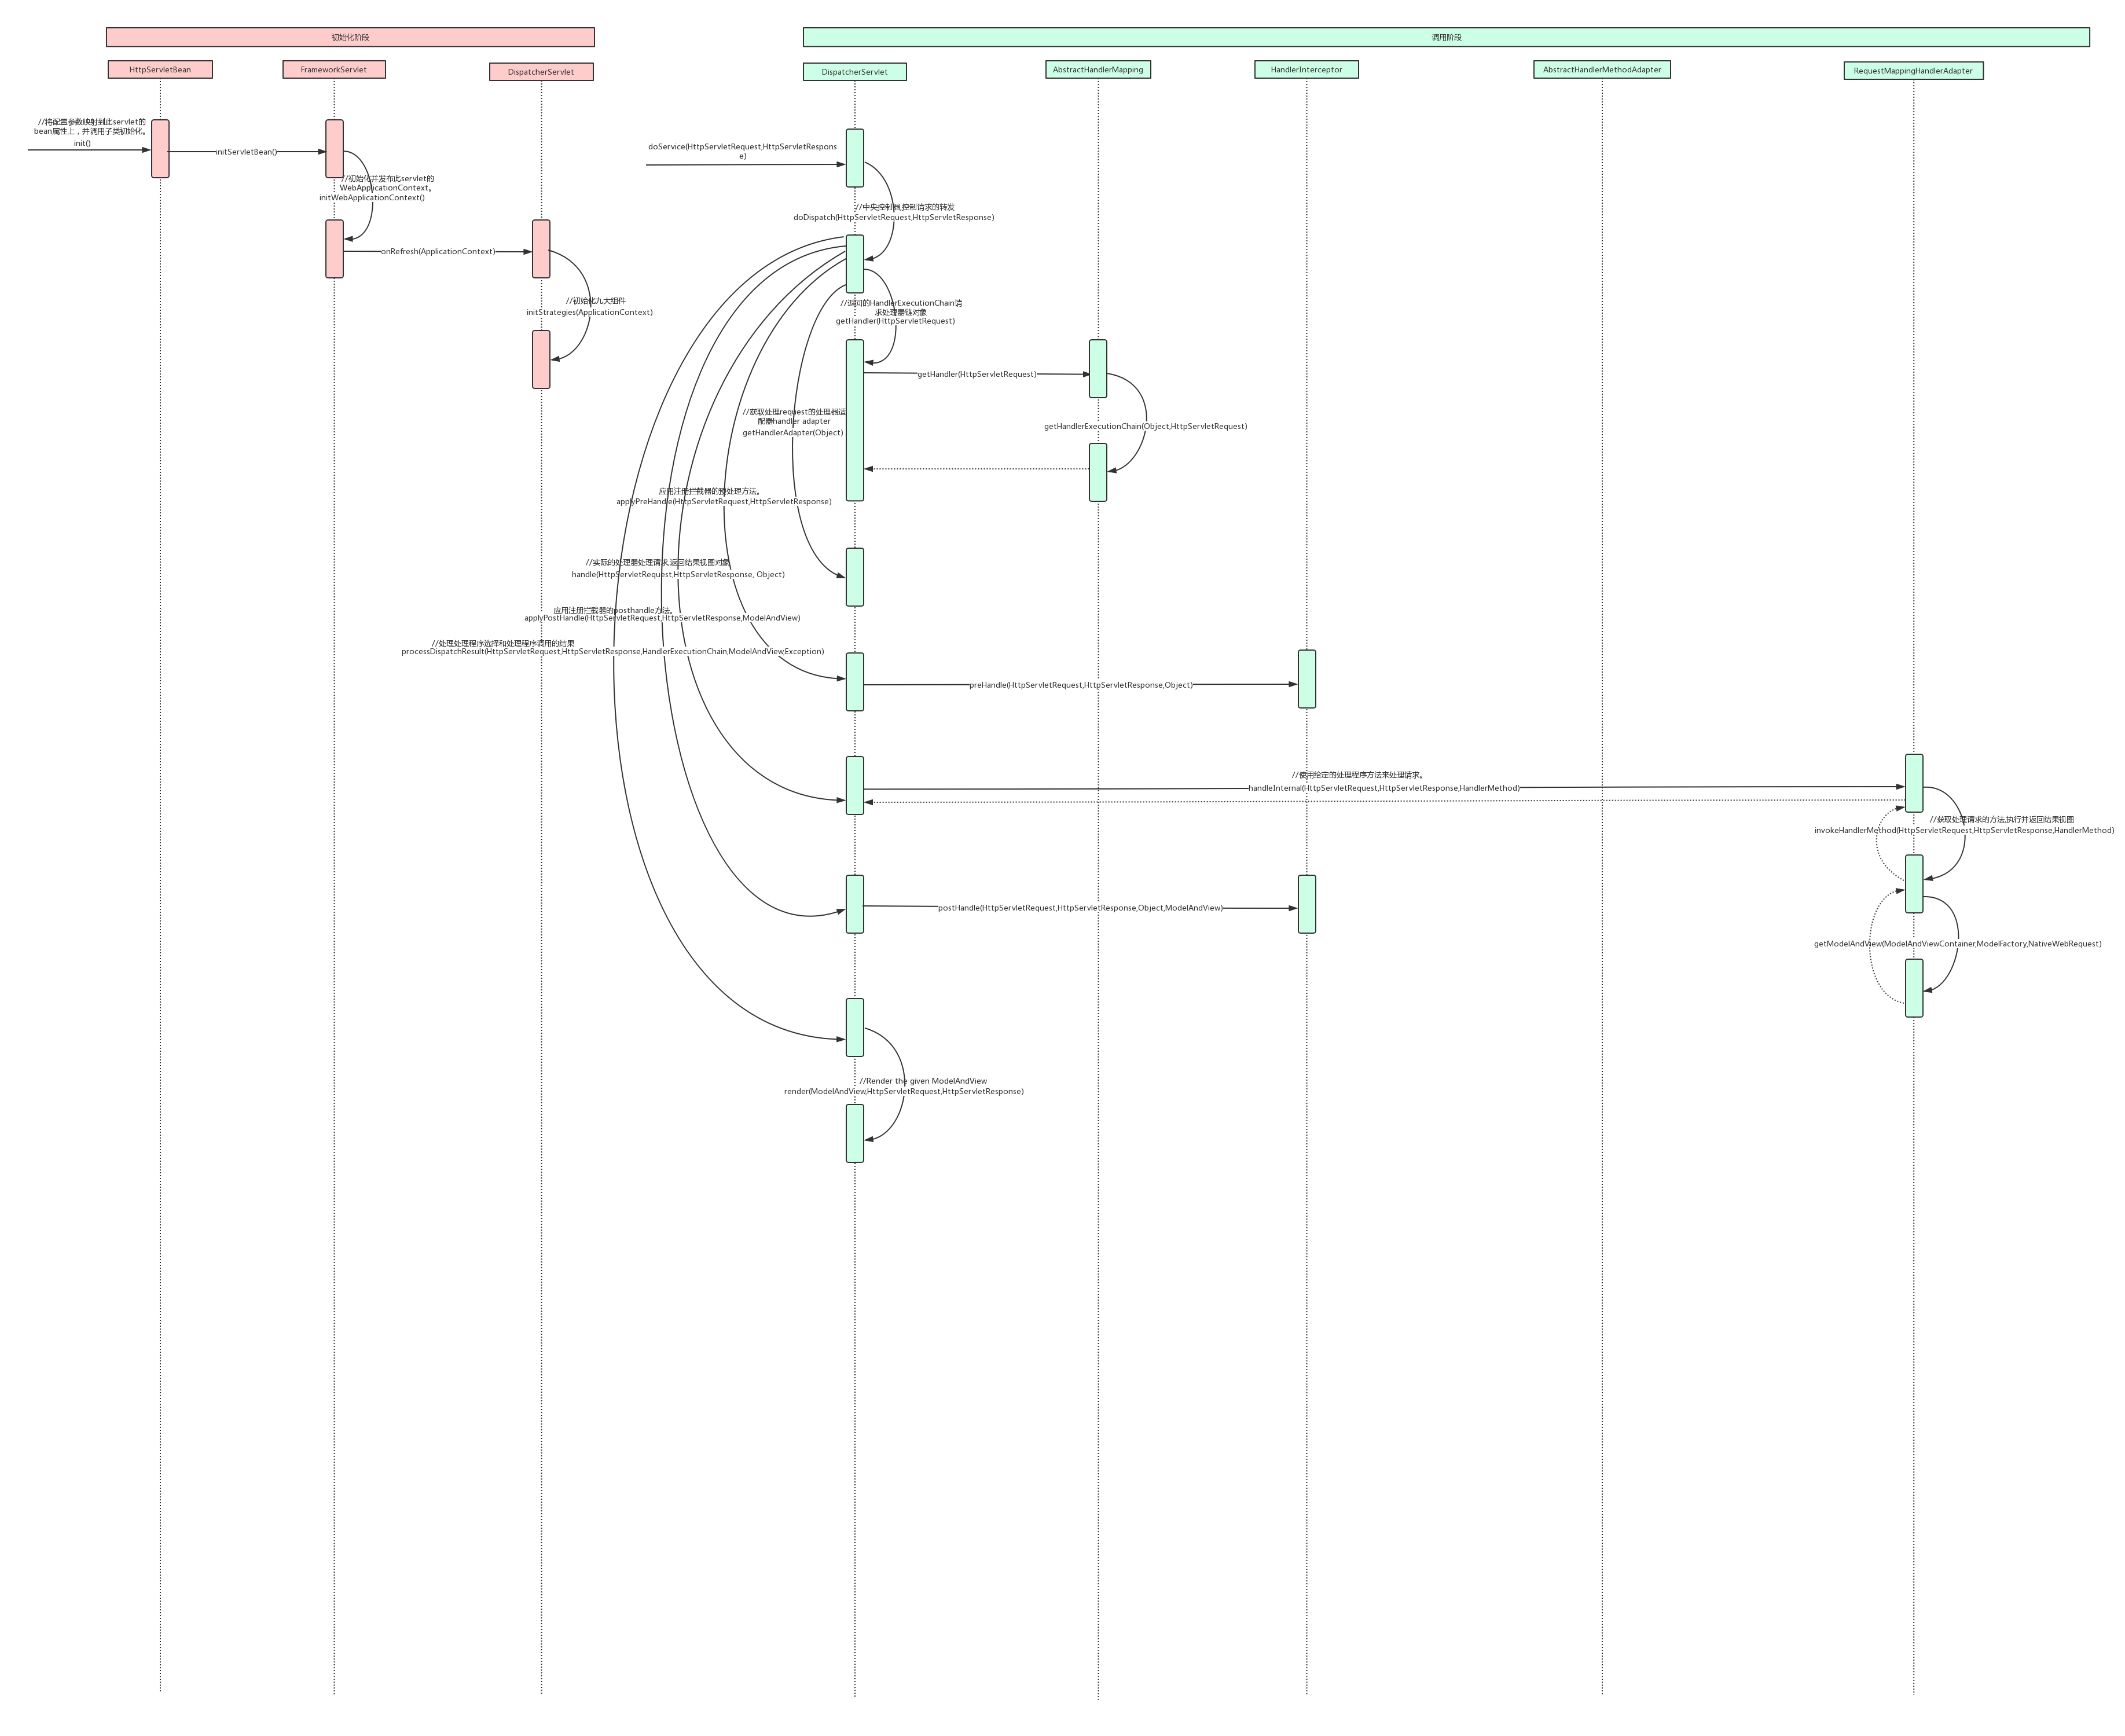 初始化阶段
调用阶段
HttpServletBean
FrameworkServlet
DispatcherServlet
DispatcherServlet
AbstractHandlerMapping
HandlerInterceptor
AbstractHandlerMethodAdapter
RequestMappingHandlerAdapter
//将配置参数映射到此servlet的
bean属性上，并调用子类初始化。
init()
initServletBean()
//初始化并发布此servlet的
WebApplicationContext。
initWebApplicationContext()
onRefresh(ApplicationContext)
//初始化九大组件
initStrategies(ApplicationContext)
doService(HttpServletRequest,HttpServletRespons
e)
//中央控制器,控制请求的转发
doDispatch(HttpServletRequest,HttpServletResponse)
//返回的HandlerExecutionChain请
求处理器链对象
getHandler(HttpServletRequest)
getHandler(HttpServletRequest)
getHandlerExecutionChain(Object,HttpServletRequest)
//获取处理request的处理器适
配器handler adapter
getHandlerAdapter(Object)
应用注册拦截器的预处理方法。
applyPreHandle(HttpServletRequest,HttpServletResponse)
//实际的处理器处理请求,返回结果视图对象
handle(HttpServletRequest,HttpServletResponse, Object)
应用注册拦截器的posthandle方法。
applyPostHandle(HttpServletRequest,HttpServletResponse,ModelAndView)
//处理处理程序选择和处理程序调用的结果
processDispatchResult(HttpServletRequest,HttpServletResponse,HandlerExecutionChain,ModelAndView,Exception)
preHandle(HttpServletRequest,HttpServletResponse,Object)
//使用给定的处理程序方法来处理请求。
handleInternal(HttpServletRequest,HttpServletResponse,HandlerMethod)
//获取处理请求的方法,执行并返回结果视图
invokeHandlerMethod(HttpServletRequest,HttpServletResponse,HandlerMethod)
postHandle(HttpServletRequest,HttpServletResponse,Object,ModelAndView)
getModelAndView(ModelAndViewContainer,ModelFactory,NativeWebRequest)
//Render the given ModelAndView
render(ModelAndView,HttpServletRequest,HttpServletResponse)